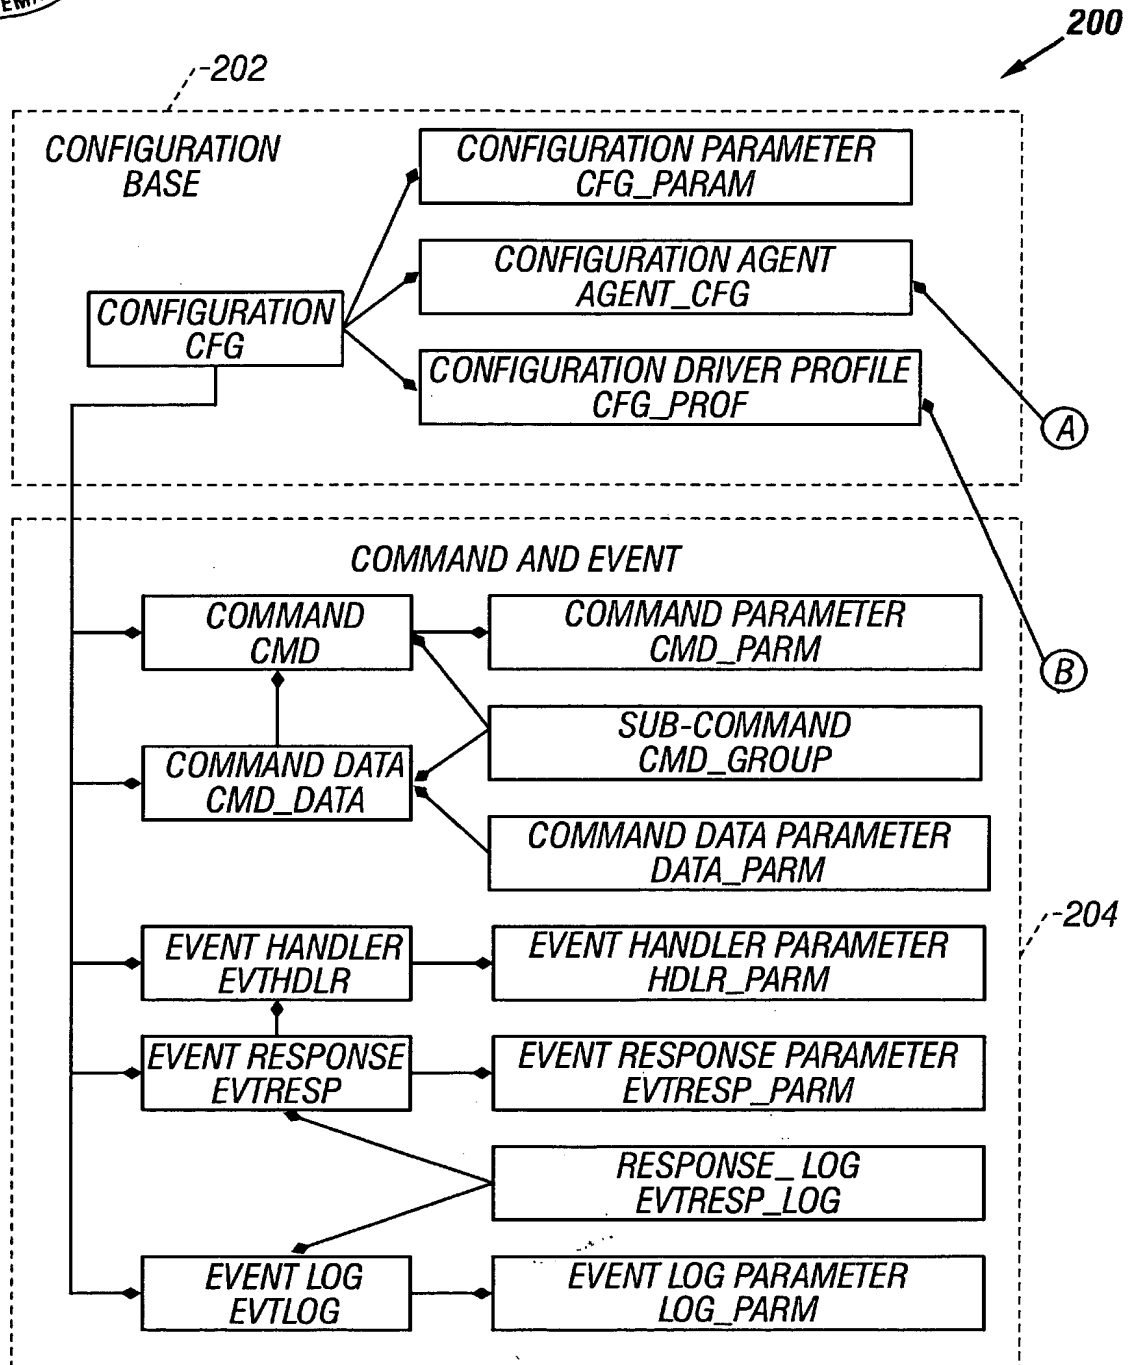 200
202
CONFIGURATION
BASE
CONFIGURATION PARAMETER
CFG_PARAM
CONFIGURATION AGENT
AGENT_CFG
CONFIGURATION
CFG
CONFIGURATION DRIVER PROFILE
CFG_PROF
A
COMMAND AND EVENT
COMMAND
CMD
COMMAND PARAMETER
CMD_PARM
B
SUB-COMMAND
CMD_GROUP
COMMAND DATA
CMD_DATA
COMMAND DATA PARAMETER
DATA_PARM
204
EVENT HANDLER
EVTHDLR
EVENT HANDLER PARAMETER
HDLR_PARM
EVENT RESPONSE
EVTRESP
EVENT RESPONSE PARAMETER
EVTRESP_PARM
RESPONSE_LOG
EVTRESP_LOG
EVENT LOG
EVTLOG
EVENT LOG PARAMETER
LOG_PARM